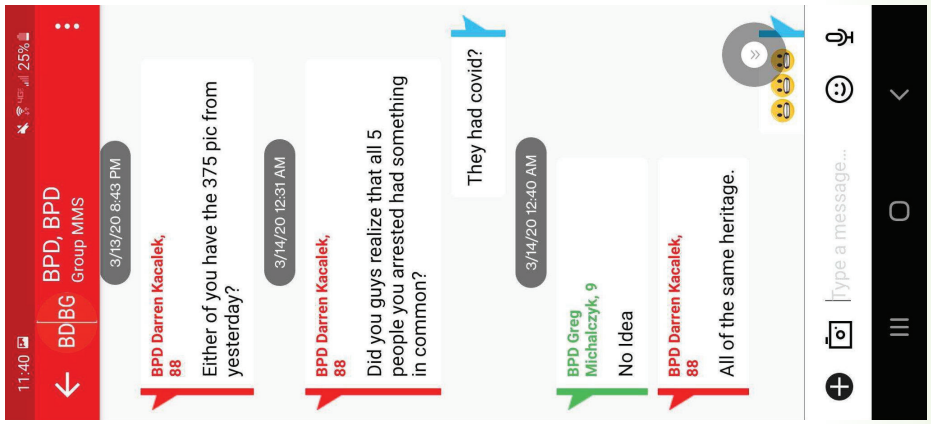 11:40 25%
BDBG BPD, BPD
Group MMS
3/13/20 8:43 PM
BPD Darren Kacalek,
88
Either of you have the 375 pic from
yesterday?
3/14/20 12:31 AM
BPD Darren Kacalek,
88
Did you guys realize that all 5
people you arrested had something
in common?
They had covid?
3/14/20 12:40 AM
BPD Greg
Michalczyk, 9
No Idea
BPD Darren Kacalek,
88
All of the same heritage.
😬😬😬
Type a message...